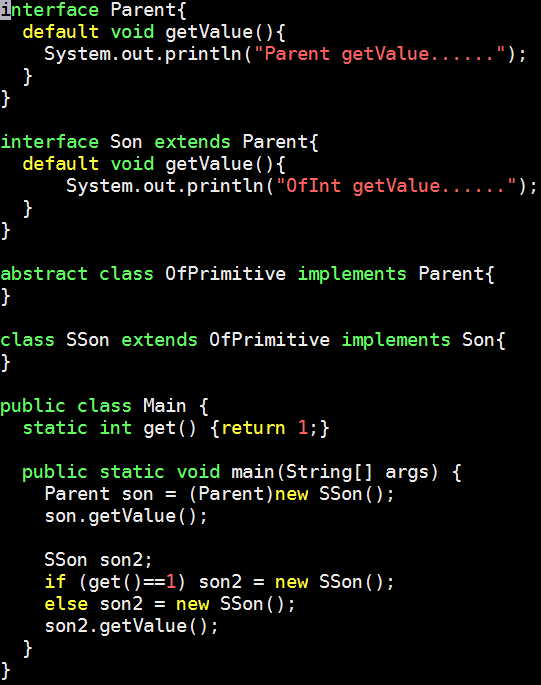 interface Parent{
  default void getValue(){
    System.out.println("Parent getValue......");
  }
}

interface Son extends Parent{
  default void getValue(){
      System.out.println("OfInt getValue......");
  }
}

abstract class OfPrimitive implements Parent{
}

class SSon extends OfPrimitive implements Son{
}

public class Main {
  static int get() {return 1;}

  public static void main(String[] args) {
    Parent son = (Parent)new SSon();
    son.getValue();

    SSon son2;
    if (get()==1) son2 = new SSon();
    else son2 = new SSon();
    son2.getValue();
  }
}